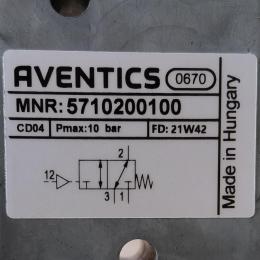 AVENTICS 0670
MNR: 5710200100
CD04 Pmax:10 bar FD: 21W42
2
12
3 1
Made in Hungary